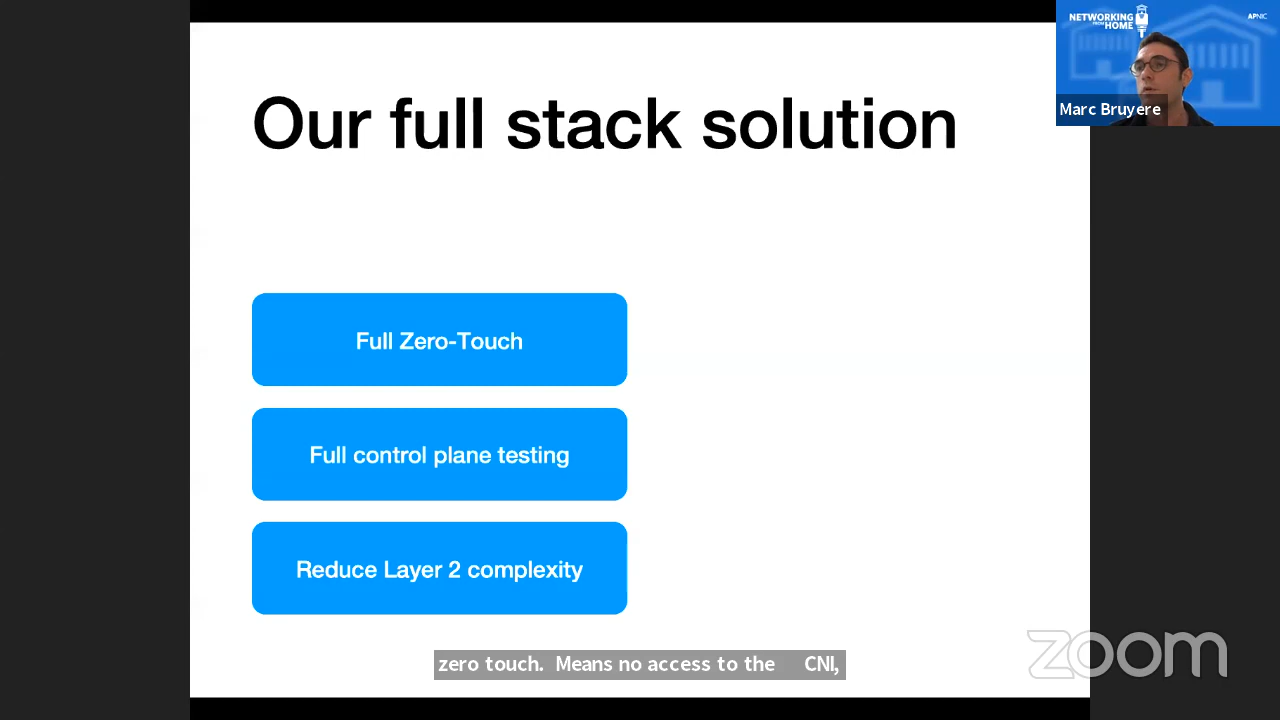 Our full stack solution
NETWORKING
FROM HOME
APNIC
Marc Bruyere
Full Zero-Touch
Full control plane testing
Reduce Layer 2 complexity
zero touch. Means no access to the CNI,
zoom